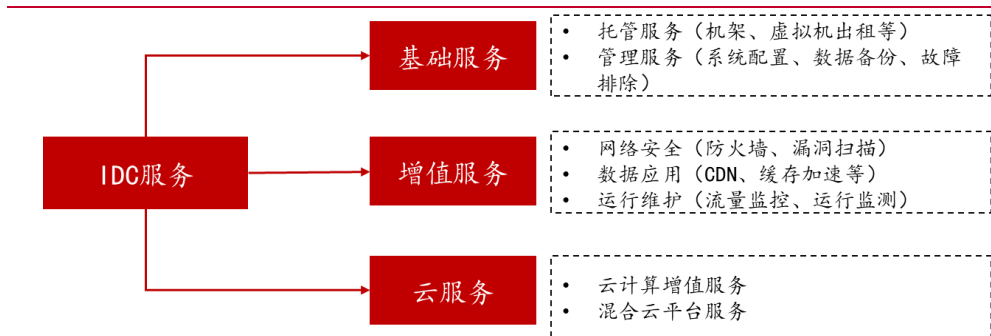 IDC服务
基础服务
• 托管服务（机架、虚拟机出租等）
• 管理服务（系统配置、数据备份、故障
排除）
增值服务
• 网络安全（防火墙、漏洞扫描）
• 数据应用（CDN、缓存加速等）
• 运行维护（流量监控、运行监测）
云服务
• 云计算增值服务
• 混合云平台服务